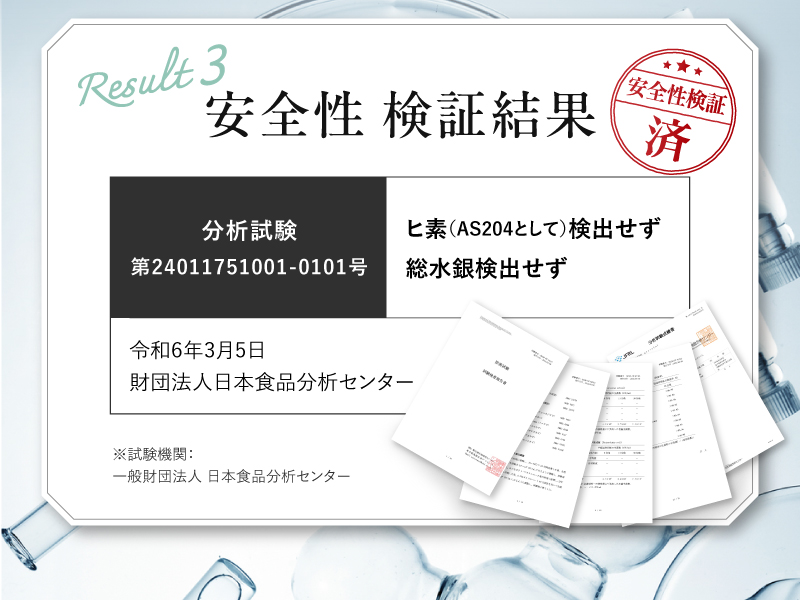 Result 3
安全性 検証結果
安全性検証
済
分析試験
第24011751001-0101号
ヒ素(AS204として)検出せず
総水銀検出せず
令和6年3月5日
財団法人日本食品分析センター
※試験機関:
一般財団法人 日本食品分析センター
JFRL